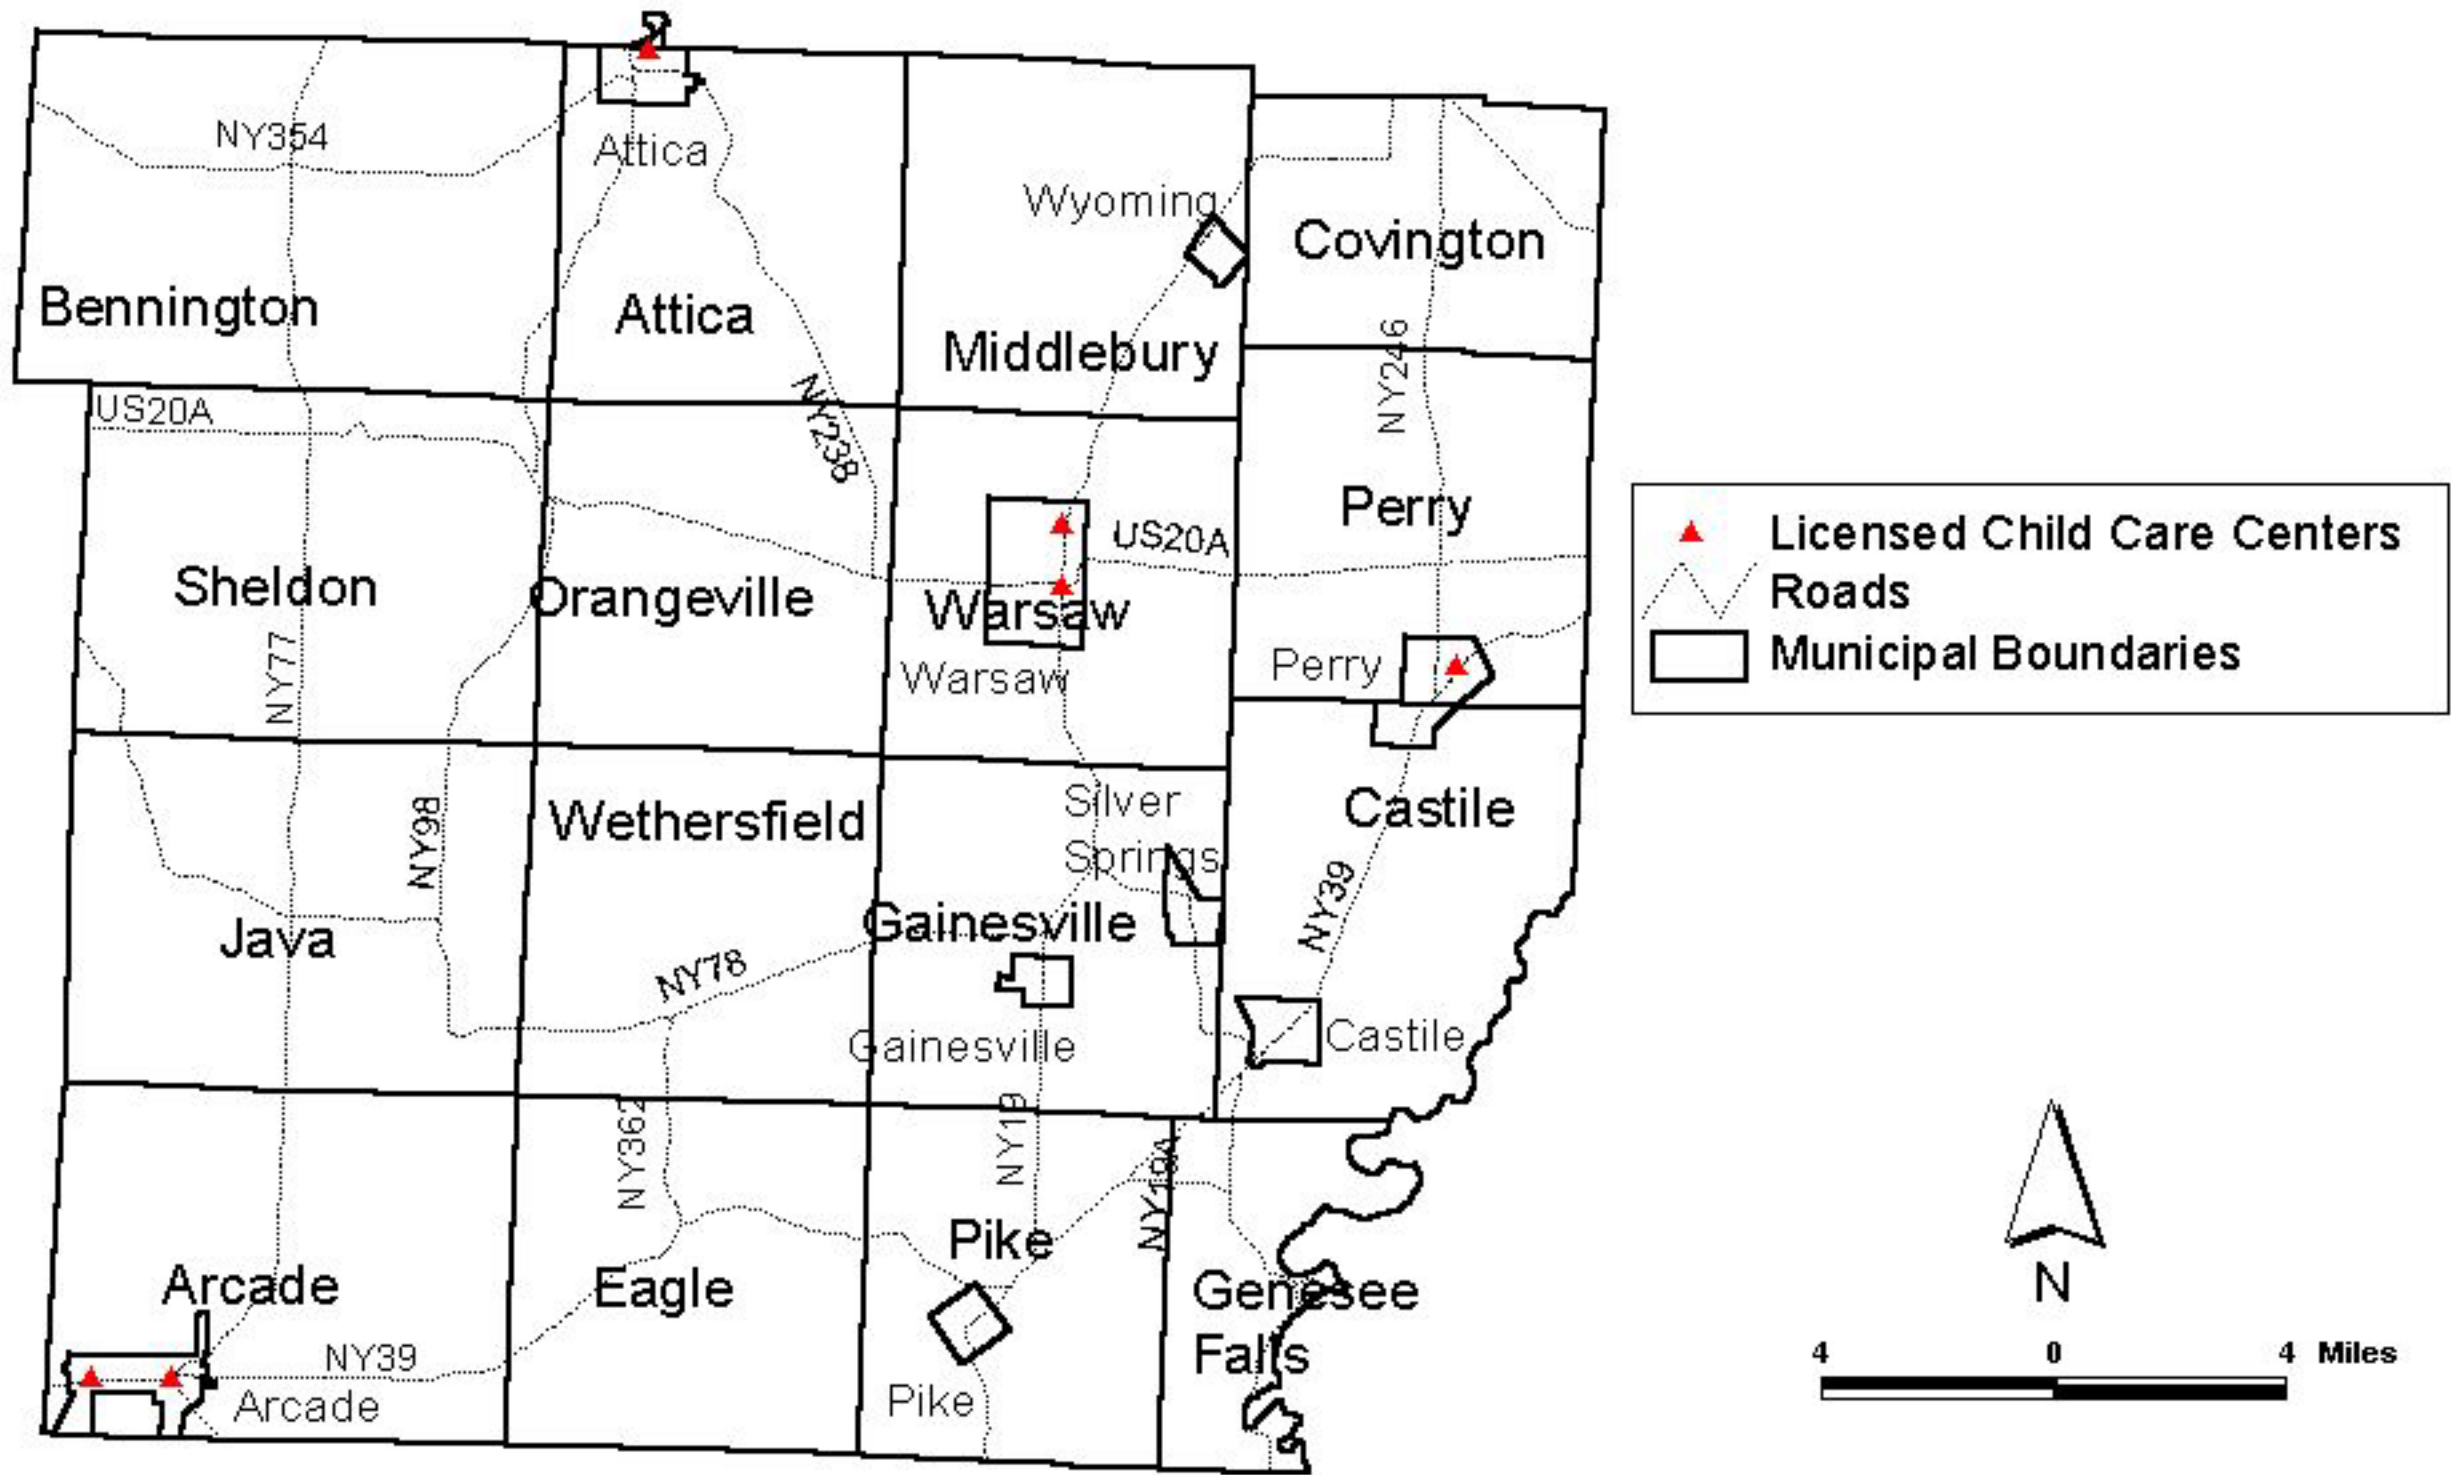 NY354
Attica
Wyoming
Covington
Bennington
Attica
Middlebury
NY246
US20A
NY238
Perry
US20A
Licensed Child Care Centers
Sheldon
Orangeville
Warsaw
Roads
NY77
Warsaw
Perry
Municipal Boundaries
Silver
Springs
Wethersfield
Castile
NY98
NY39
Gainesville
Java
NY78
Gainesville
Castile
NY362
NY19
NY19A
Pike
Arcade
Eagle
Genesee
Falls
N
NY39
Arcade
Pike
4 0 4 Miles